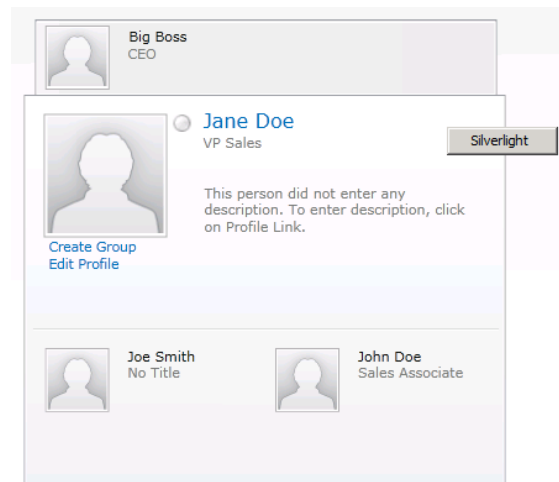 Big Boss
CEO
Jane Doe
VP Sales
Silverlight
This person did not enter any
description. To enter description, click
on Profile Link.
Create Group
Edit Profile
Joe Smith
No Title
John Doe
Sales Associate